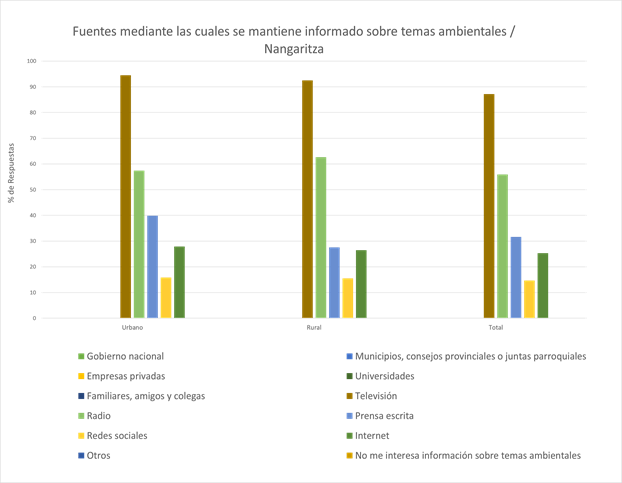 Fuentes mediante las cuales se mantiene informado sobre temas ambientales /
Nangaritza
% de Respuestas
100
90
80
70
60
50
40
30
20
10
0
Urbano Rural Total
Gobierno nacional Municipios, consejos provinciales o juntas parroquiales
Empresas privadas Universidades
Familiares, amigos y colegas Televisión
Radio Prensa escrita
Redes sociales Internet
Otros No me interesa información sobre temas ambientales